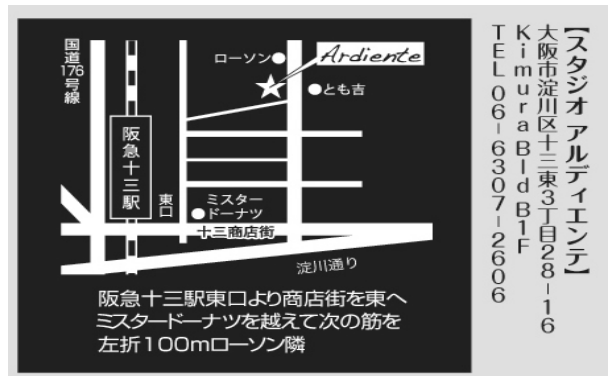 【スタジオ アルディエンテ】
大阪市淀川区十三東3丁目28-16
Kimura Bld B1F
TEL 06-6307-2606
国道176号線
ローソン
Ardiente
とも吉
阪急十三駅
東口
ミスター
ドーナツ
十三商店街
淀川通り
阪急十三駅東口より商店街を東へ
ミスタードーナツを越えて次の筋を
左折100mローソン隣